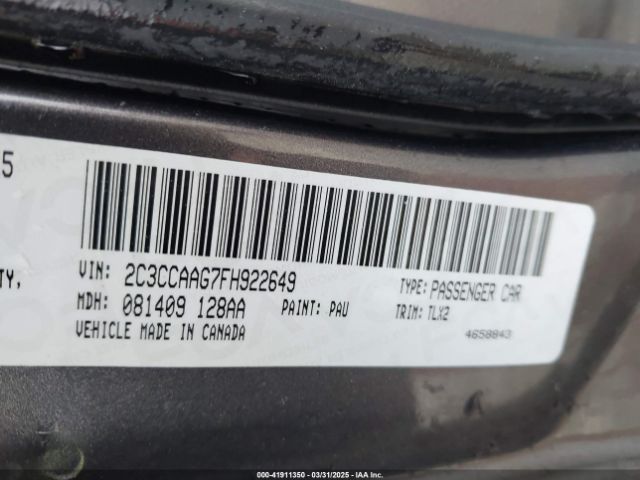 5
TY,
VIN: 2C3CCAAG7FH922649
TYPE: PASSENGER CAR
MDH: 081409 128AA PAINT: PAU
TRIM: TLX2
VEHICLE MADE IN CANADA
4658843
00-41911350 | 03/31/2025 | IAA Inc.